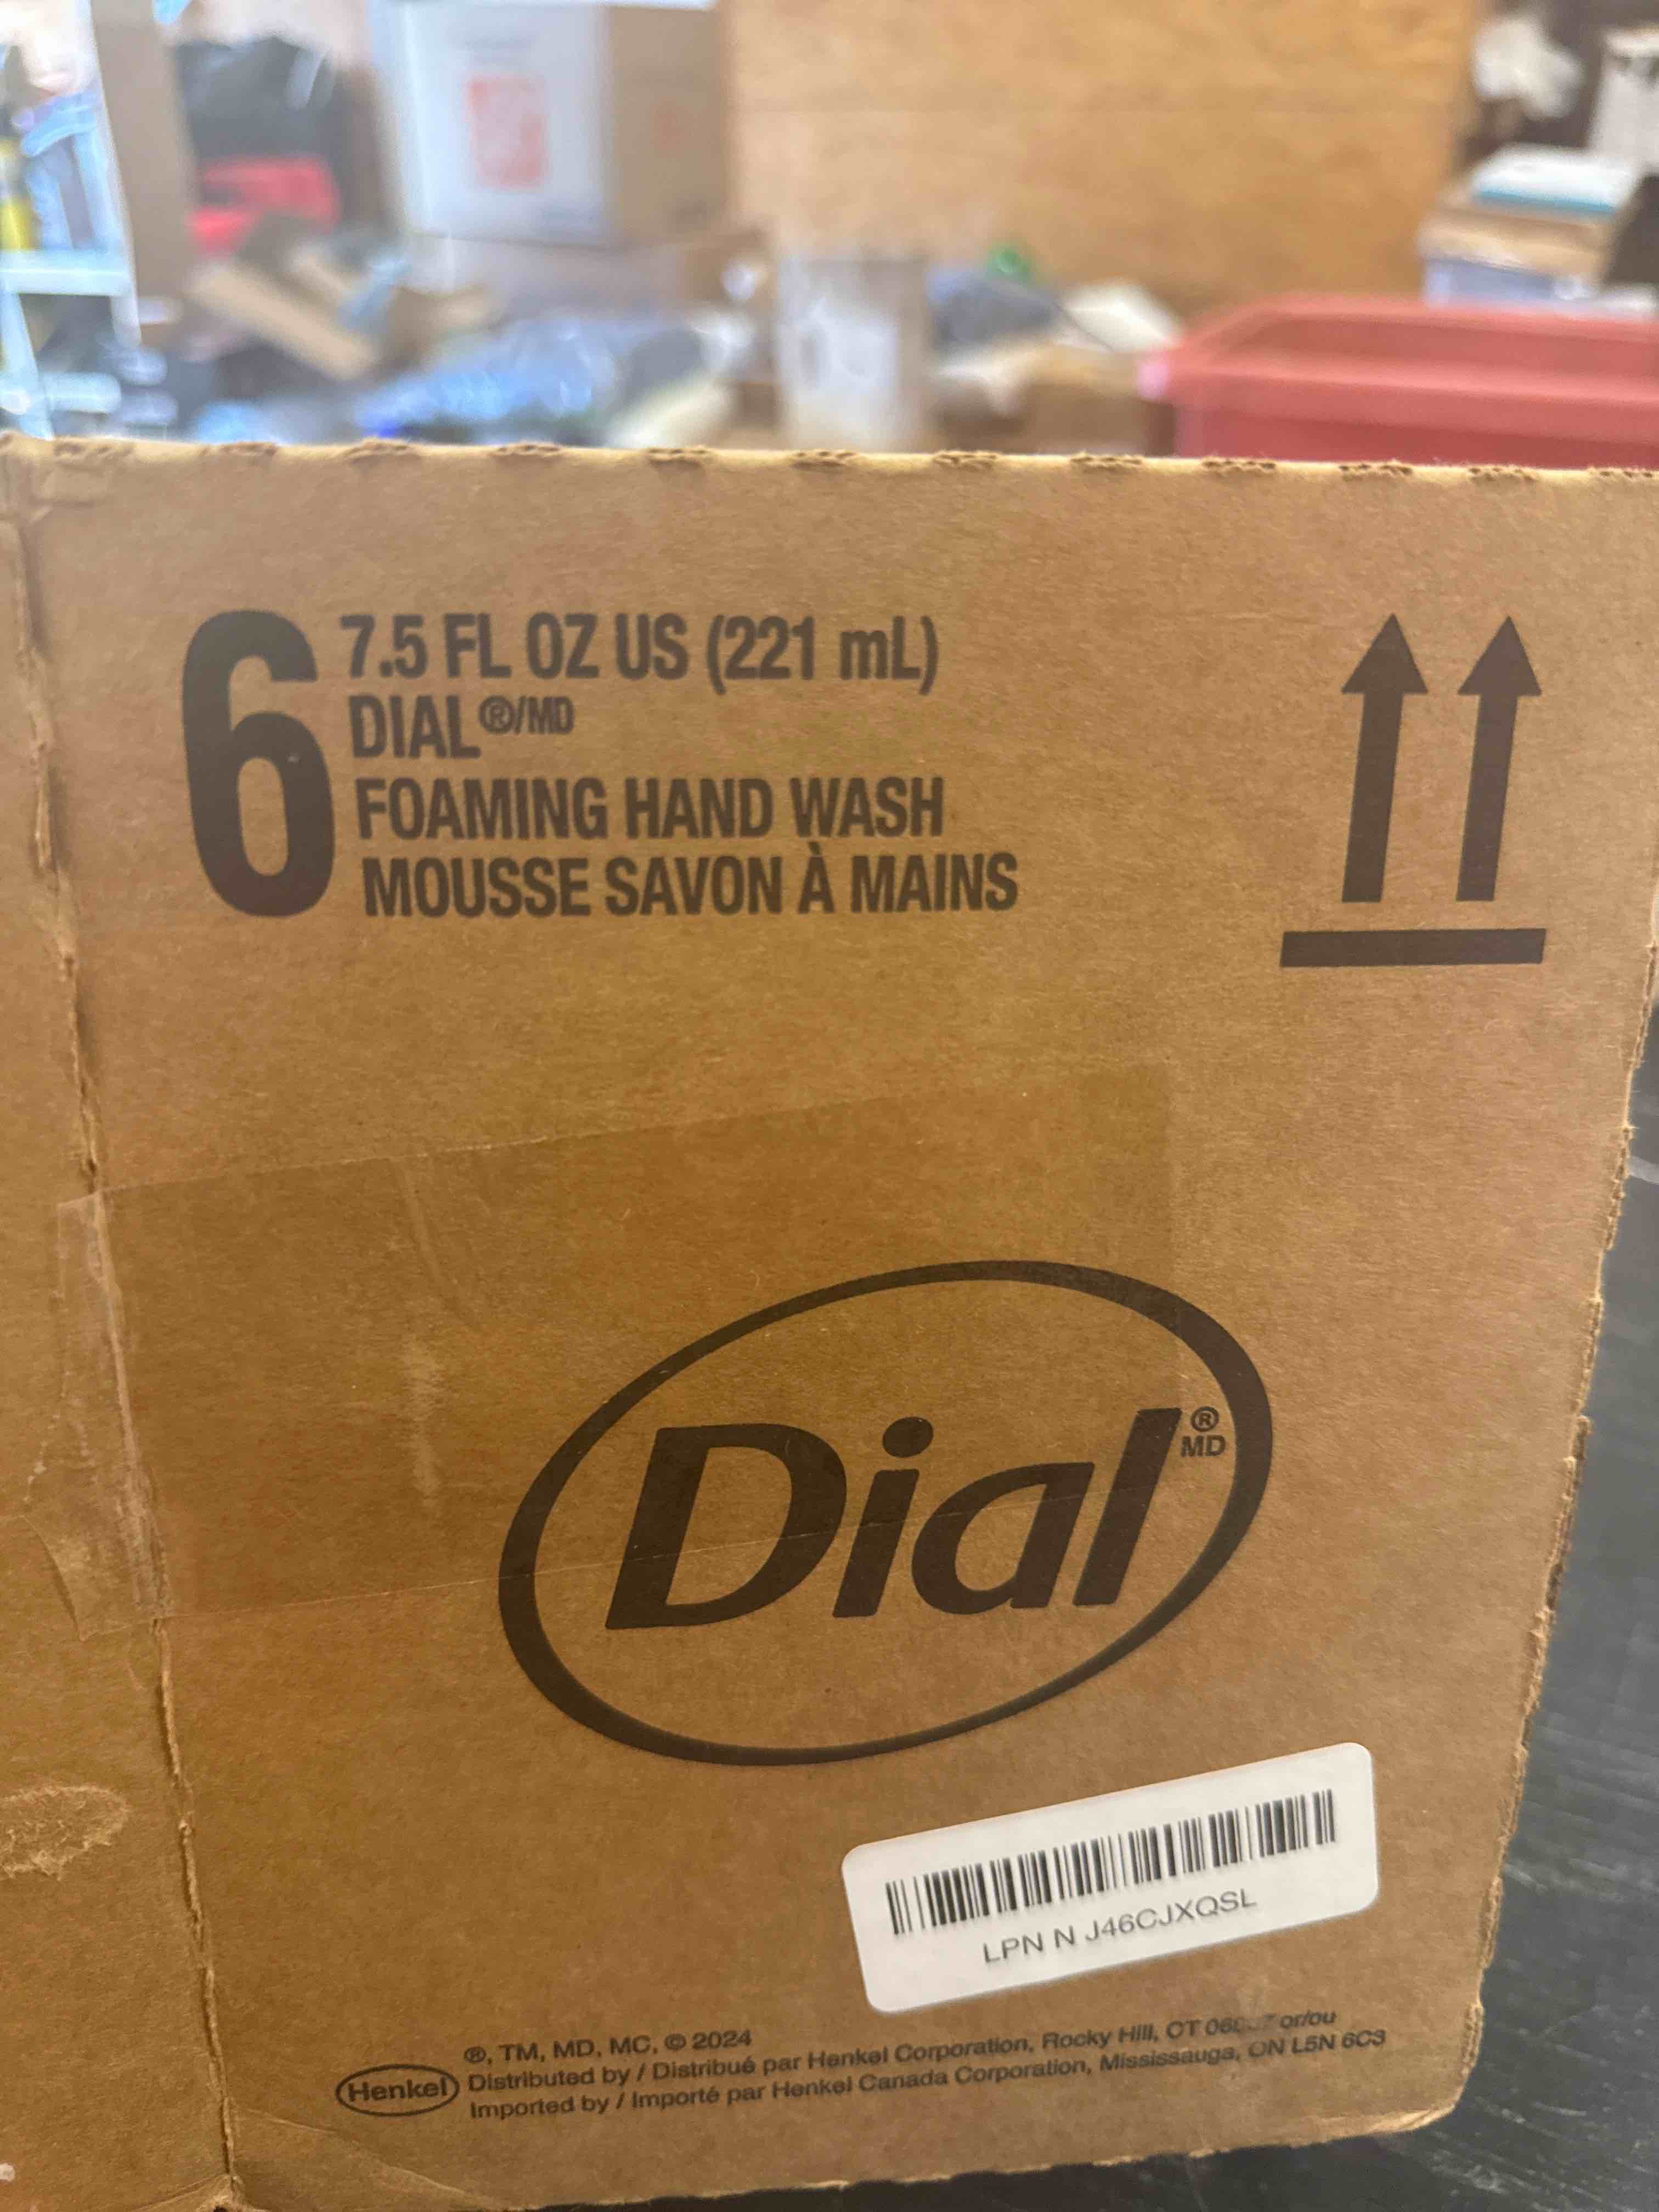 6
7.5 FL OZ US (221 mL)
DIAL ®/MD
FOAMING HAND WASH
MOUSSE SAVON À MAINS
Dial ® MD
LPN N J46CJXQSL
®, TM, MD, MC, © 2024
Henkel
Distributed by / Distribué par Henkel Corporation, Rocky Hill, CT or/ou
Imported by / Importé par Henkel Canada Corporation, Mississauga, ON L5N 6C3